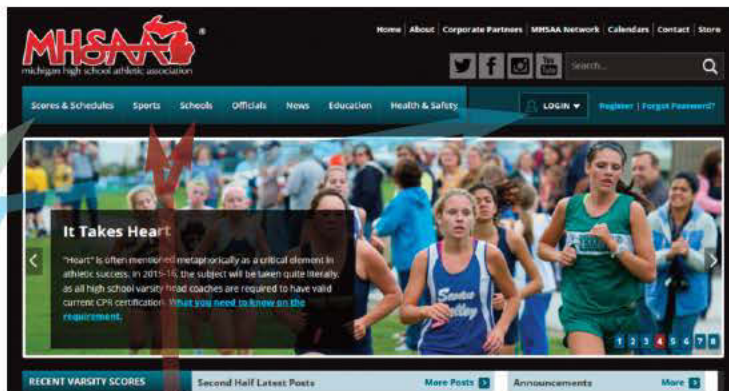 Home About Corporate Partners MHSAA Network Calendars Contact Store
MHSAA®
michigan high school athletic association
Search...
Scores & Schedules Sports Schools Officials News Education Health & Safety LOGIN Register | Forgot Password?
It Takes Heart
"Heart" is often mentioned metaphorically as a critical element in
athletic success. In 2015-16, the subject will be taken quite literally,
as all high school varsity head coaches are required to have valid
current CPR certification. What you need to know on the
requirement.
1 2 3 4 5 6 7 8
RECENT VARSITY SCORES Second Half Latest Posts More Posts Announcements More